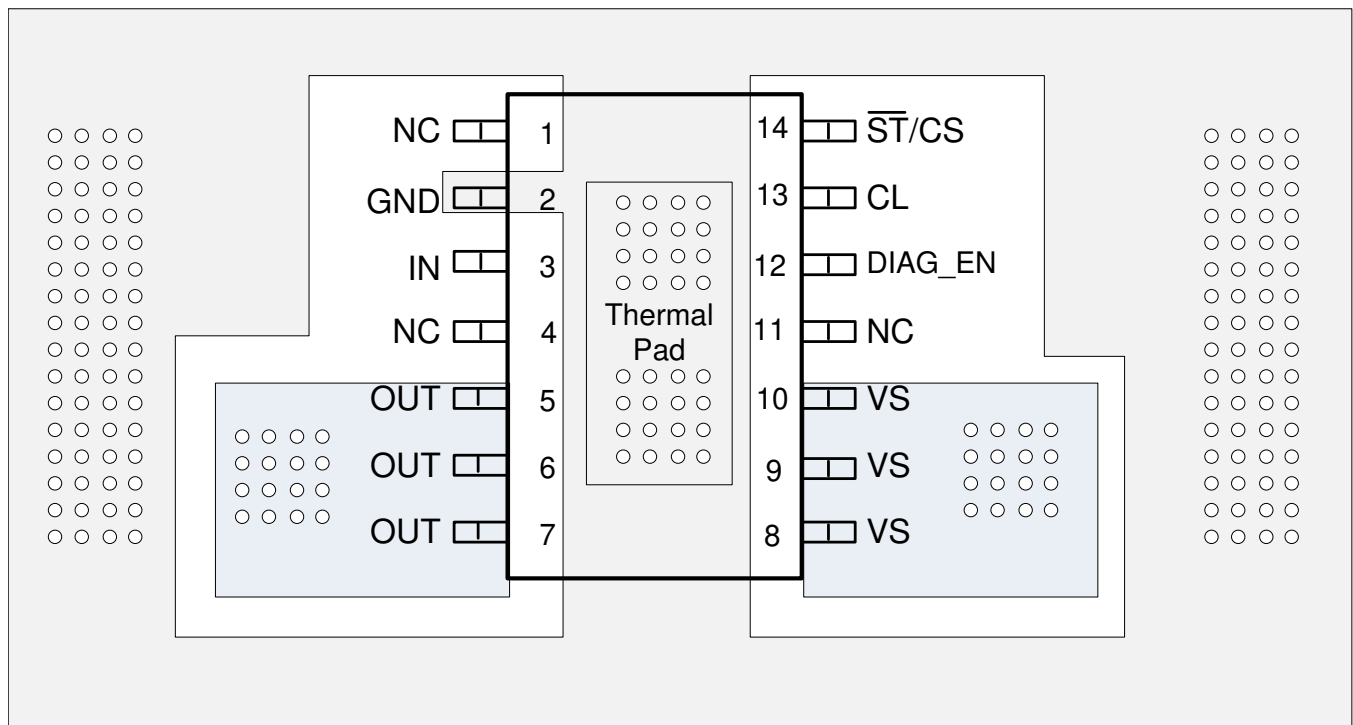 NC 1 14 S̅T̅/CS
GND 2 13 CL
IN 3 12 DIAG_EN
Thermal
Pad
NC 4 11 NC
OUT 5 10 VS
OUT 6 9 VS
OUT 7 8 VS